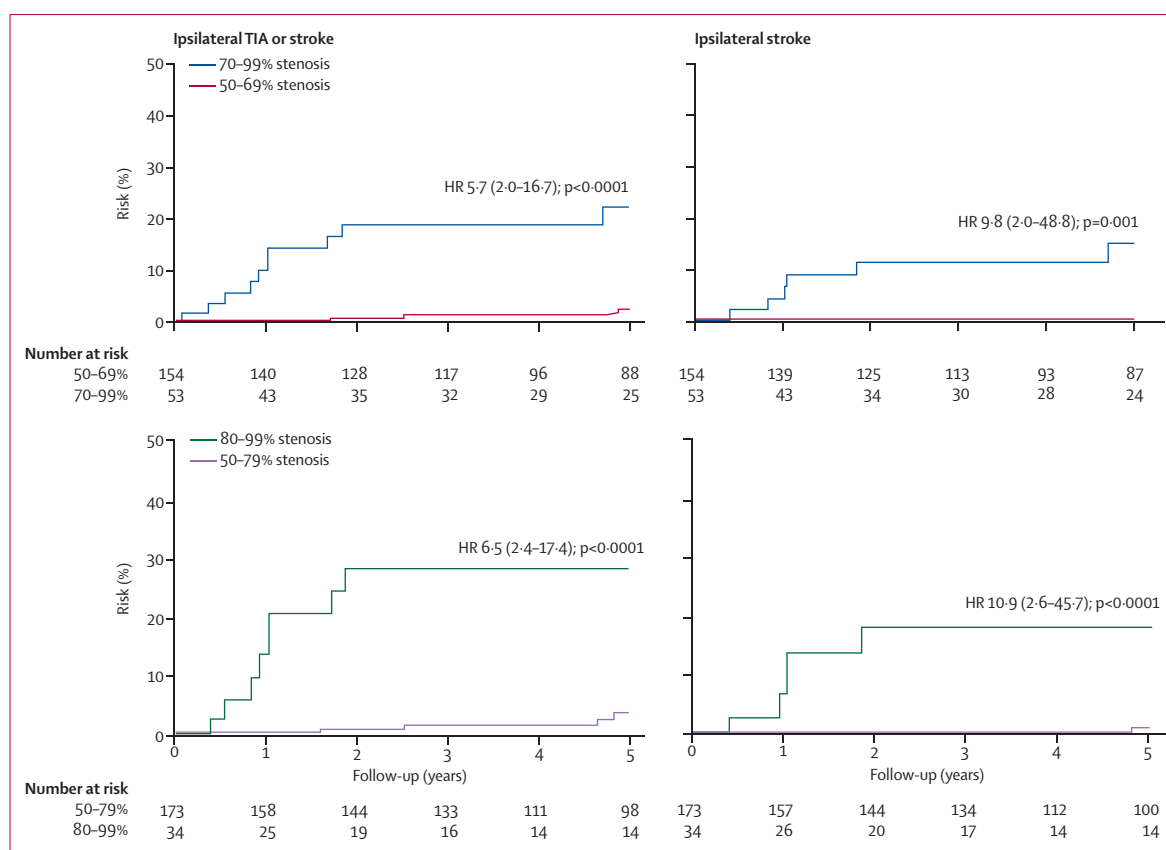 Ipsilateral TIA or stroke
70–99% stenosis
50–69% stenosis
50
40
30
20
10
0
Risk (%)
HR 5·7 (2·0–16·7); p<0·0001
Ipsilateral stroke
HR 9·8 (2·0–48·8); p=0·001
Number at risk
50–69% 154 140 128 117 96 88 154 139 125 113 93 87
70–99% 53 43 35 32 29 25 53 43 34 30 28 24
80–99% stenosis
50–79% stenosis
50
40
30
20
10
0
Risk (%)
HR 6·5 (2·4–17·4); p<0·0001
HR 10·9 (2·6–45·7); p<0·0001
0 1 2 3 4 5 0 1 2 3 4 5
Follow-up (years) Follow-up (years)
Number at risk
50–79% 173 158 144 133 111 98 173 157 144 134 112 100
80–99% 34 25 19 16 14 14 34 26 20 17 14 14